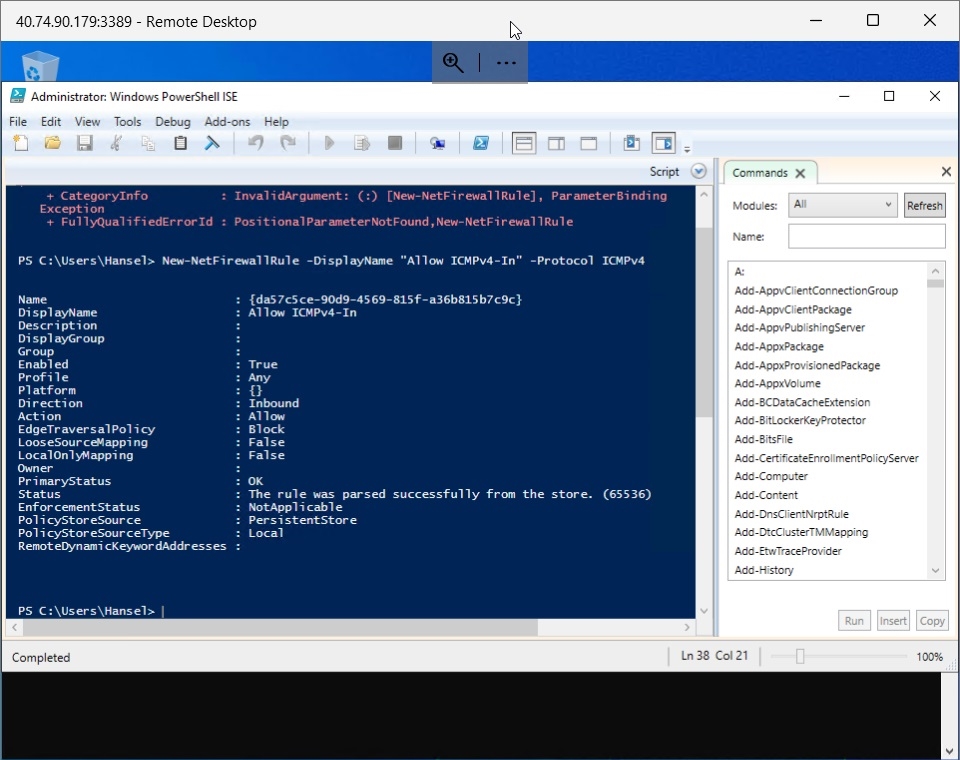 40.74.90.179:3389 - Remote Desktop
Administrator: Windows PowerShell ISE
File Edit View Tools Debug Add-ons Help
Script
+ CategoryInfo : InvalidArgument: (:) [New-NetFirewallRule], ParameterBinding
Exception
+ FullyQualifiedErrorId : PositionalParameterNotFound,New-NetFirewallRule
PS C:\Users\Hansel> New-NetFirewallRule -DisplayName "Allow ICMPv4-In" -Protocol ICMPv4
Name : {da57c5ce-90d9-4569-815f-a36b815b7c9c}
DisplayName : Allow ICMPv4-In
Description :
DisplayGroup :
Group :
Enabled : True
Profile : Any
Platform : {}
Direction : Inbound
Action : Allow
EdgeTraversalPolicy : Block
LooseSourceMapping : False
LocalOnlyMapping : False
Owner :
PrimaryStatus : OK
Status : The rule was parsed successfully from the store. (65536)
EnforcementStatus : NotApplicable
PolicyStoreSource : PersistentStore
PolicyStoreSourceType : Local
RemoteDynamicKeywordAddresses :
PS C:\Users\Hansel>
Commands
Modules: All Refresh
Name:
A:
Add-AppvClientConnectionGroup
Add-AppvClientPackage
Add-AppvPublishingServer
Add-AppxPackage
Add-AppxProvisionedPackage
Add-AppxVolume
Add-BCDataCacheExtension
Add-BitLockerKeyProtector
Add-BitsFile
Add-CertificateEnrollmentPolicyServer
Add-Computer
Add-Content
Add-DnsClientNrptRule
Add-DtcClusterTMMapping
Add-EtwTraceProvider
Add-History
Run Insert Copy
Completed
Ln 38 Col 21
100%